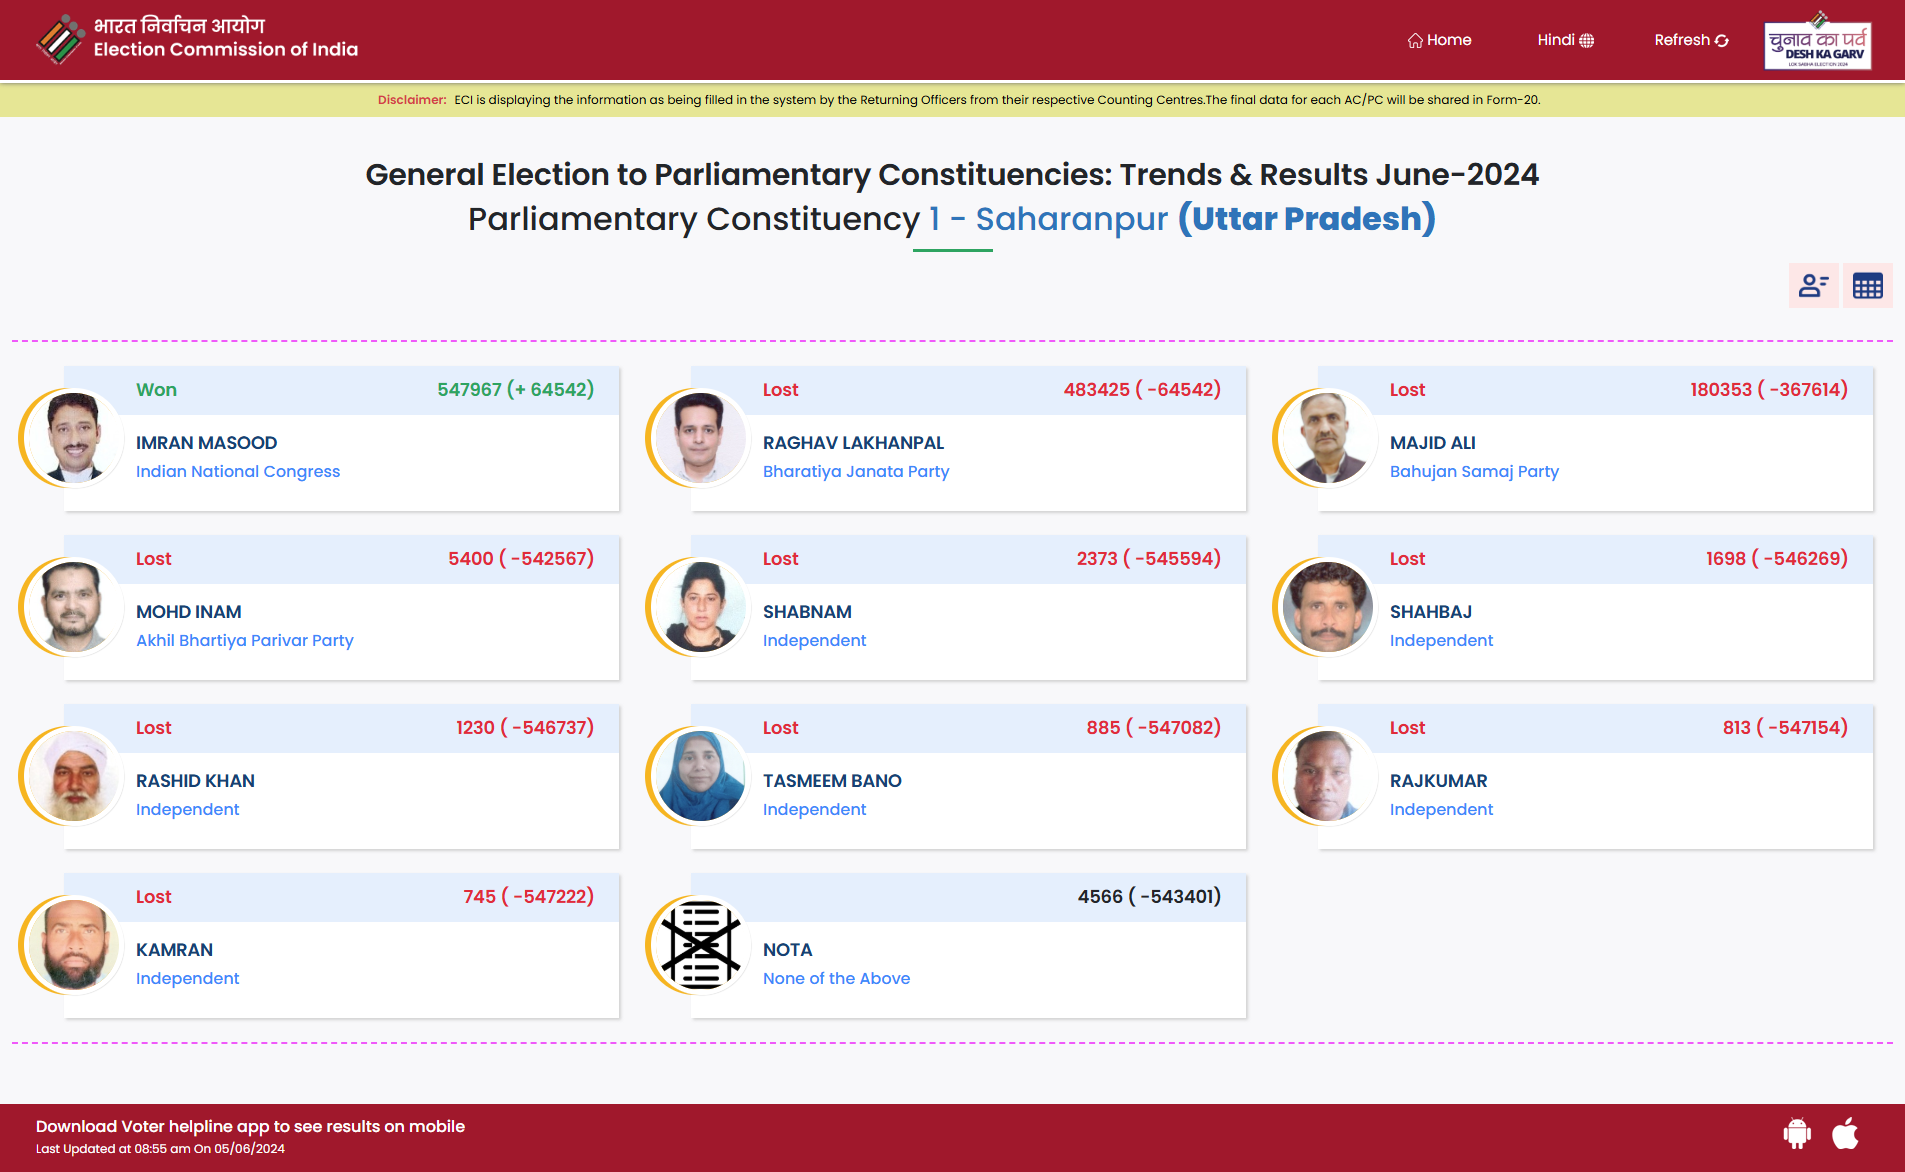 भारत निर्वाचन आयोग
Election Commission of India
Home
Hindi
Refresh
चुनाव का पर्व
DESH KA GARV
LOK SABHA ELECTION 2024
Disclaimer: ECI is displaying the information as being filled in the system by the Returning Officers from their respective Counting Centres.The final data for each AC/PC will be shared in Form-20.
General Election to Parliamentary Constituencies: Trends & Results June-2024
Parliamentary Constituency 1 - Saharanpur (Uttar Pradesh)
Won 547967 (+ 64542)
IMRAN MASOOD
Indian National Congress
Lost 483425 ( -64542)
RAGHAV LAKHANPAL
Bharatiya Janata Party
Lost 180353 ( -367614)
MAJID ALI
Bahujan Samaj Party
Lost 5400 ( -542567)
MOHD INAM
Akhil Bhartiya Parivar Party
Lost 2373 ( -545594)
SHABNAM
Independent
Lost 1698 ( -546269)
SHAHBAJ
Independent
Lost 1230 ( -546737)
RASHID KHAN
Independent
Lost 885 ( -547082)
TASMEEM BANO
Independent
Lost 813 ( -547154)
RAJKUMAR
Independent
Lost 745 ( -547222)
KAMRAN
Independent
4566 ( -543401)
NOTA
None of the Above
Download Voter helpline app to see results on mobile
Last Updated at 08:55 am On 05/06/2024